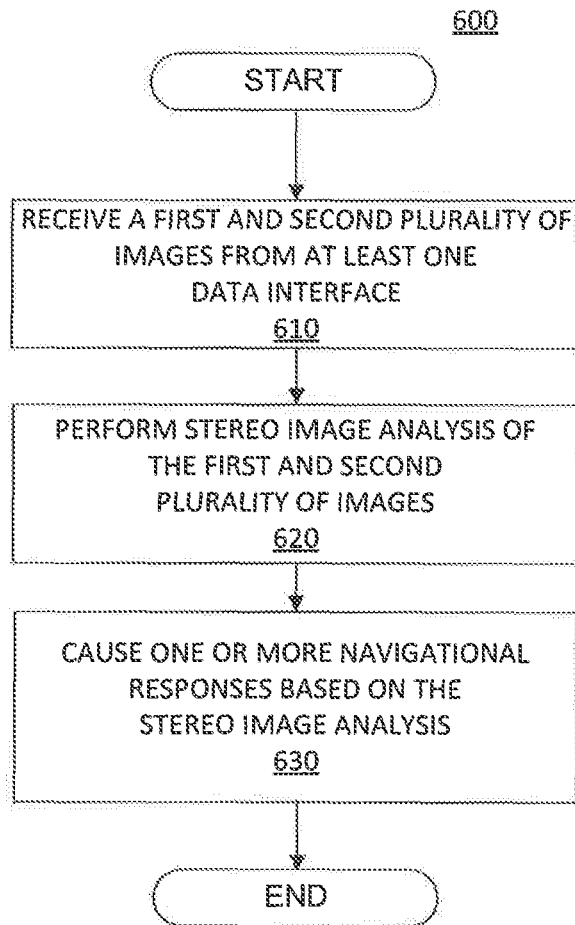 600
START
RECEIVE A FIRST AND SECOND PLURALITY OF
IMAGES FROM AT LEAST ONE
DATA INTERFACE
610
PERFORM STEREO IMAGE ANALYSIS OF
THE FIRST AND SECOND
PLURALITY OF IMAGES
620
CAUSE ONE OR MORE NAVIGATIONAL
RESPONSES BASED ON THE
STEREO IMAGE ANALYSIS
630
END